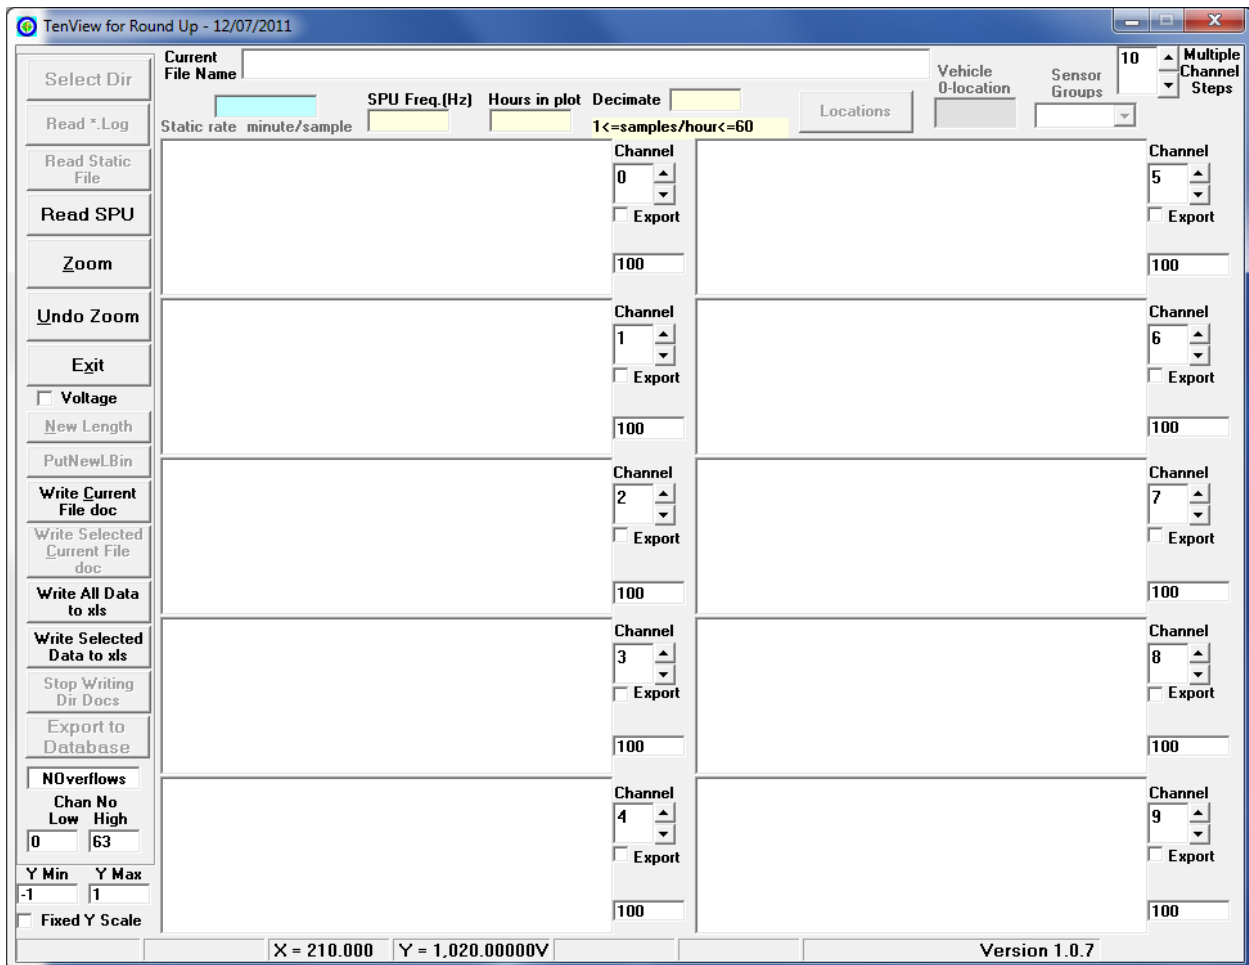 TenView for Round Up - 12/07/2011
Current
File Name
Vehicle
0-location
Sensor
Groups
10
Multiple
Channel
Steps
SPU Freq.(Hz) Hours in plot Decimate
Static rate minute/sample
1<=samples/hour<=60
Locations
Select Dir
Read *.Log
Read Static
File
Read SPU
Zoom
Undo Zoom
Exit
Voltage
New Length
PutNewLBin
Write Current
File doc
Write Selected
Current File
doc
Write All Data
to xls
Write Selected
Data to xls
Stop Writing
Dir Docs
Export to
Database
NOverflows
Chan No
Low High
0 63
Y Min Y Max
-1 1
Fixed Y Scale
Channel
0
Export
100
Channel
1
Export
100
Channel
2
Export
100
Channel
3
Export
100
Channel
4
Export
100
Channel
5
Export
100
Channel
6
Export
100
Channel
7
Export
100
Channel
8
Export
100
Channel
9
Export
100
X = 210.000 Y = 1,020.00000V Version 1.0.7